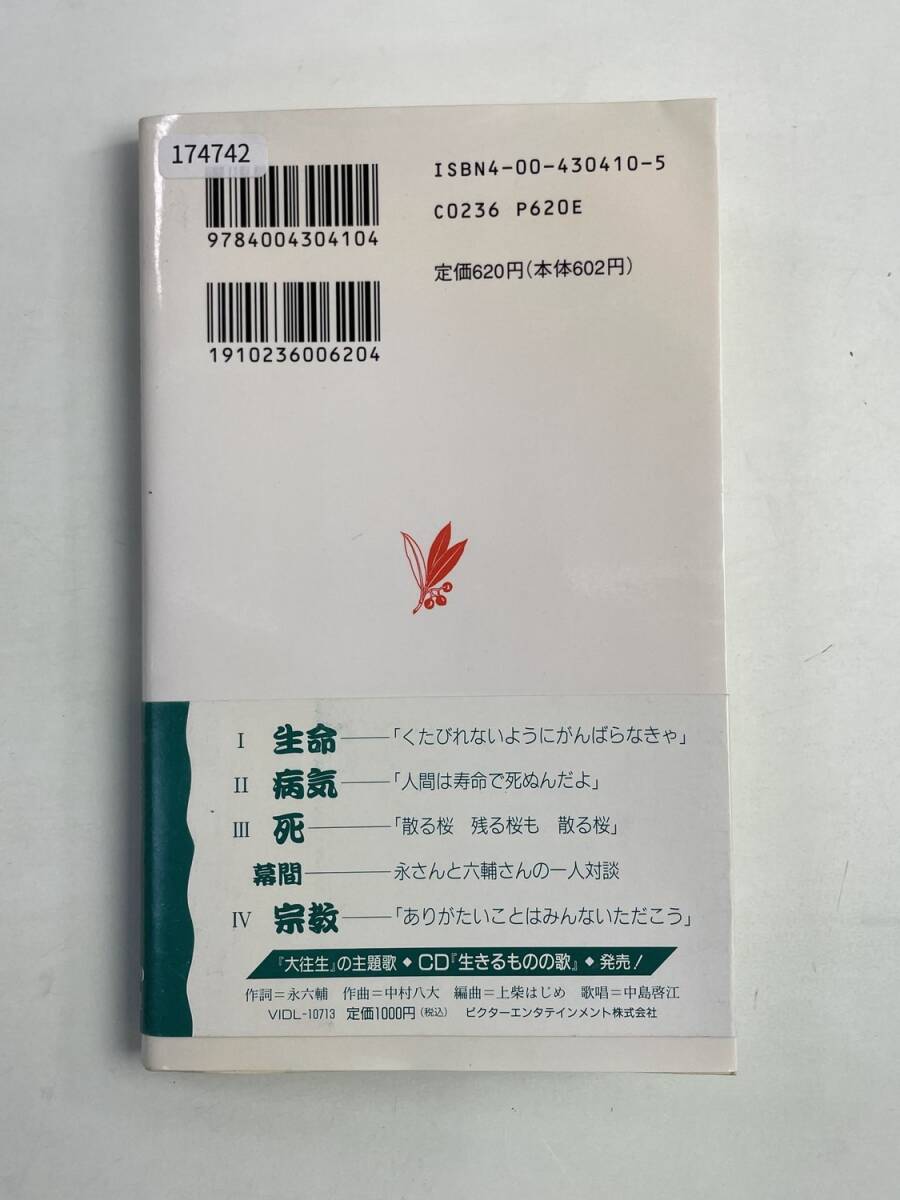 174742
ISBN4-00-430410-5
9784004304104
C0236 P620E
定価620円(本体602円)
1910236006204
I 生命――「くたびれないようにがんばらなきゃ」
II 病気――「人間は寿命で死ぬんだよ」
III 死――「散る桜 残る桜も 散る桜」
幕間――永さんと六輔さんの一人対談
IV 宗教――「ありがたいことはみんないただこう」
『大往生』の主題歌◆CD『生きるものの歌』◆発売!
作詞=永六輔 作曲=中村八大 編曲=上柴はじめ 歌唱=中島啓江
VIDL-10713 定価1000円(税込) ビクターエンタテインメント株式会社